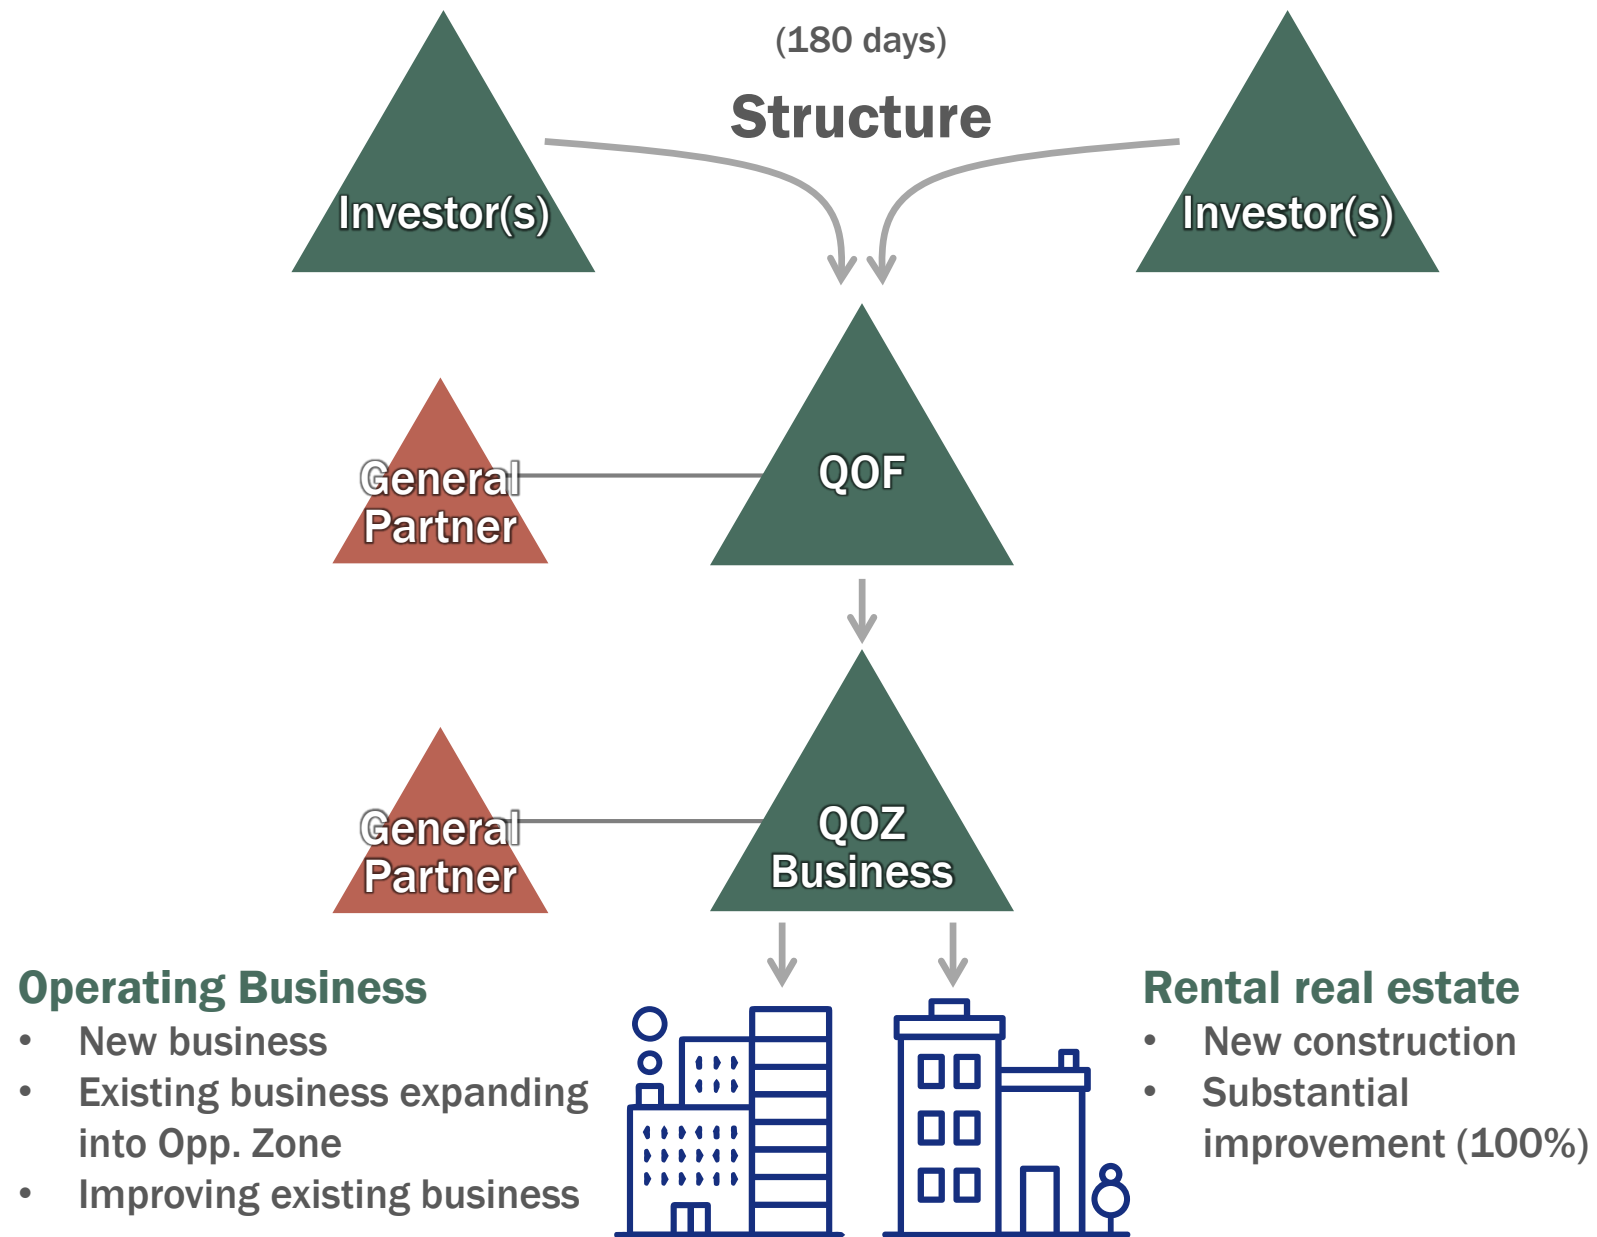 (180 days)
Structure
Investor(s)
Investor(s)
General
Partner
QOF
General
Partner
QOZ
Business
Operating Business
• New business
• Existing business expanding
into Opp. Zone
• Improving existing business
Rental real estate
• New construction
• Substantial
improvement (100%)